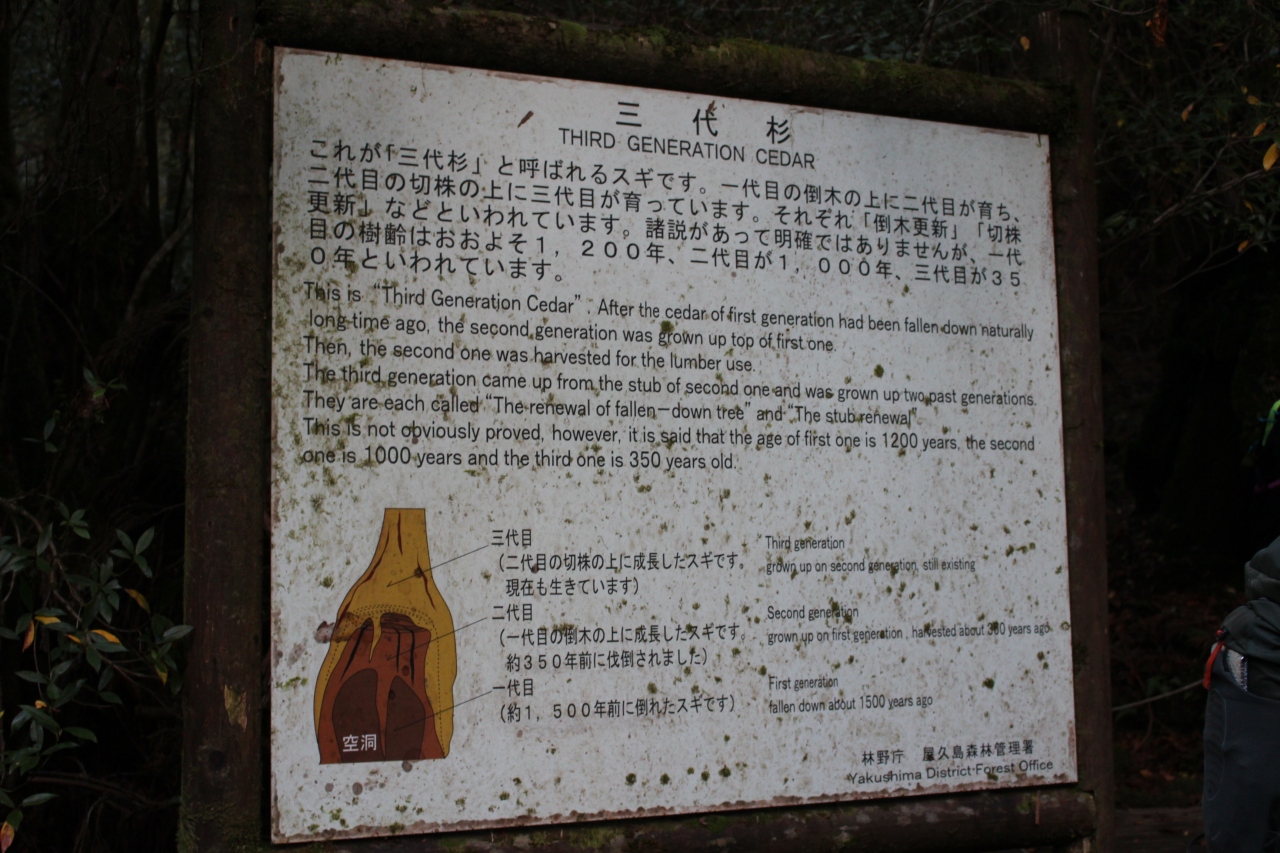 三代杉
THIRD GENERATION CEDAR
これが「三代杉」と呼ばれるスギです。一代目の倒木の上に二代目が育ち、
二代目の切株の上に三代目が育っています。それぞれ「倒木更新」「切株
更新」などといわれています。諸説があって明確ではありませんが、一代
目の樹齢はおおよそ1，200年、二代目が1，000年、三代目が35
0年といわれています。
This is “Third Generation Cedar”. After the cedar of first generation had been fallen down naturally
long time ago, the second generation was grown up top of first one.
Then, the second one was harvested for the lumber use.
The third generation came up from the stub of second one and was grown up two past generations.
They are each called “The renewal of fallen-down tree” and “The stub renewal”
This is not obviously proved, however, it is said that the age of first one is 1200 years, the second
one is 1000 years and the third one is 350 years old.
三代目
（二代目の切株の上に成長したスギです。
現在も生きています）
Third generation
grown up on second generation, still existing
二代目
（一代目の倒木の上に成長したスギです。
約350年前に伐倒されました）
Second generation
grown up on first generation, harvested about years ago
一代目
（約1，500年前に倒れたスギです）
First generation
fallen down about 1500 years ago
空洞
林野庁 屋久島森林管理署
Yakushima District Forest Office